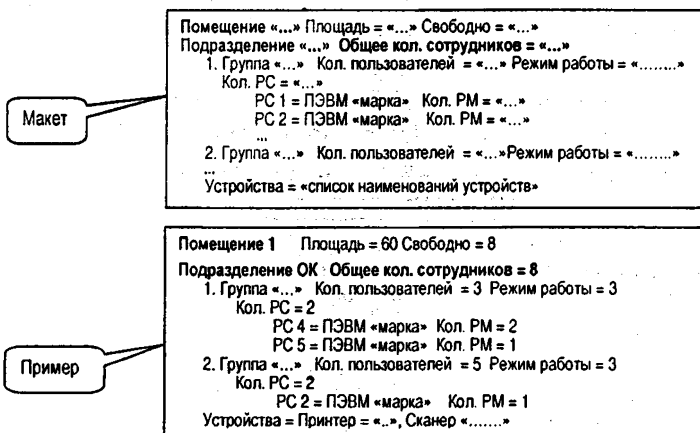 Помещение «...» Площадь = «...» Свободно = «...»
Подразделение «...» Общее кол. сотрудников = «...»
1. Группа «...» Кол. пользователей = «...» Режим работы = «........»
Кол. РС = «...»
РС 1 = ПЭВМ «марка» Кол. РМ = «...»
РС 2 = ПЭВМ «марка» Кол. РМ = «...»
...
2. Группа «...» Кол. пользователей = «...»Режим работы = «........»
...
Устройства = «список наименований устройств»
Макет
Помещение 1 Площадь = 60 Свободно = 8
Подразделение ОК Общее кол. сотрудников = 8
1. Группа «...» Кол. пользователей = 3 Режим работы = 3
Кол. РС = 2
РС 4 = ПЭВМ «марка» Кол. РМ = 2
РС 5 = ПЭВМ «марка» Кол. РМ = 1
2. Группа «...» Кол. пользователей = 5 Режим работы = 3
Кол. РС = 2
РС 2 = ПЭВМ «марка» Кол. РМ = 1
Устройства = Принтер = «..», Сканер «.......»
Пример